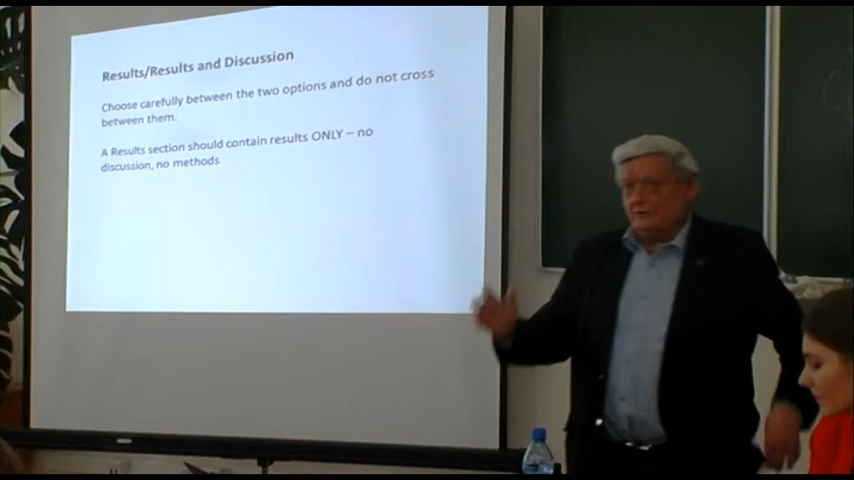 Results/Results and Discussion
Choose carefully between the two options and do not cross
between them.
A Results section should contain results ONLY – no
discussion, no methods